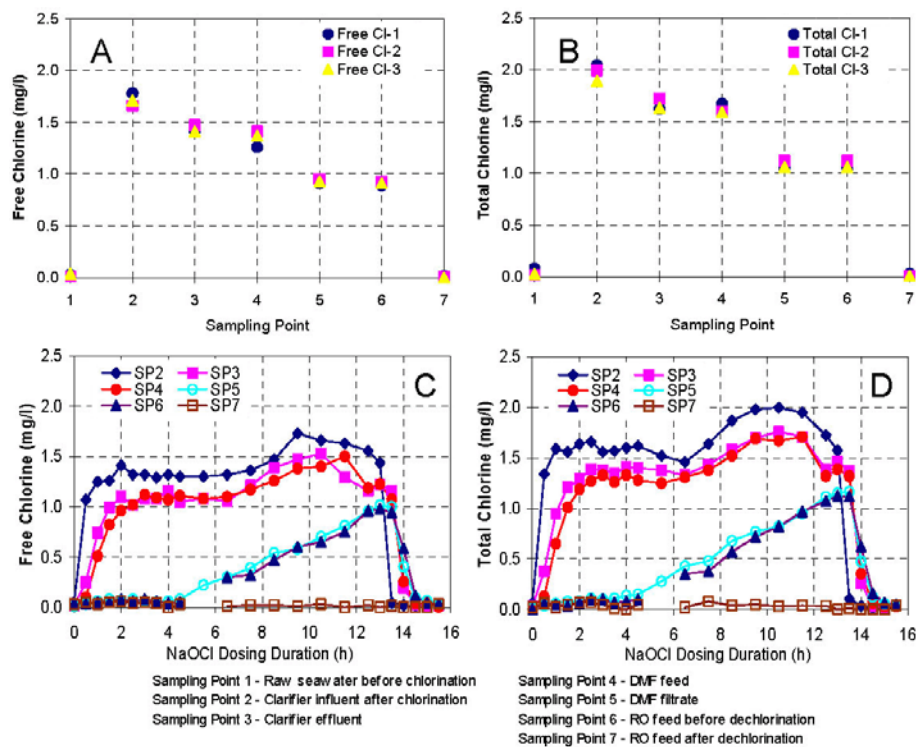 A
Free Cl-1
Free Cl-2
Free Cl-3
2.5
2.0
1.5
1.0
0.5
0.0
Free Chlorine (mg/l)
1 2 3 4 5 6 7
Sampling Point
B
Total Cl-1
Total Cl-2
Total Cl-3
2.5
2.0
1.5
1.0
0.5
0.0
Total Chlorine (mg/l)
1 2 3 4 5 6 7
Sampling Point
C
SP2 SP3
SP4 SP5
SP6 SP7
2.5
2.0
1.5
1.0
0.5
0.0
Free Chlorine (mg/l)
0 2 4 6 8 10 12 14 16
NaOCl Dosing Duration (h)
D
SP2 SP3
SP4 SP5
SP6 SP7
2.5
2.0
1.5
1.0
0.5
0.0
Total Chlorine (mg/l)
0 2 4 6 8 10 12 14 16
NaOCl Dosing Duration (h)
Sampling Point 1 - Raw seawater before chlorination
Sampling Point 2 - Clarifier influent after chlorination
Sampling Point 3 - Clarifier effluent
Sampling Point 4 - DMF feed
Sampling Point 5 - DMF filtrate
Sampling Point 6 - RO feed before dechlorination
Sampling Point 7 - RO feed after dechlorination